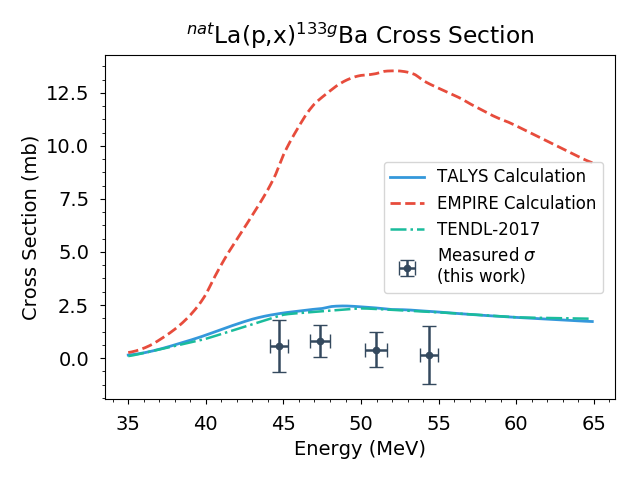 natLa(p,x)133gBa Cross Section
12.5
10.0
7.5
5.0
2.5
0.0
Cross Section (mb)
TALYS Calculation
EMPIRE Calculation
TENDL-2017
Measured σ
(this work)
35 40 45 50 55 60 65
Energy (MeV)